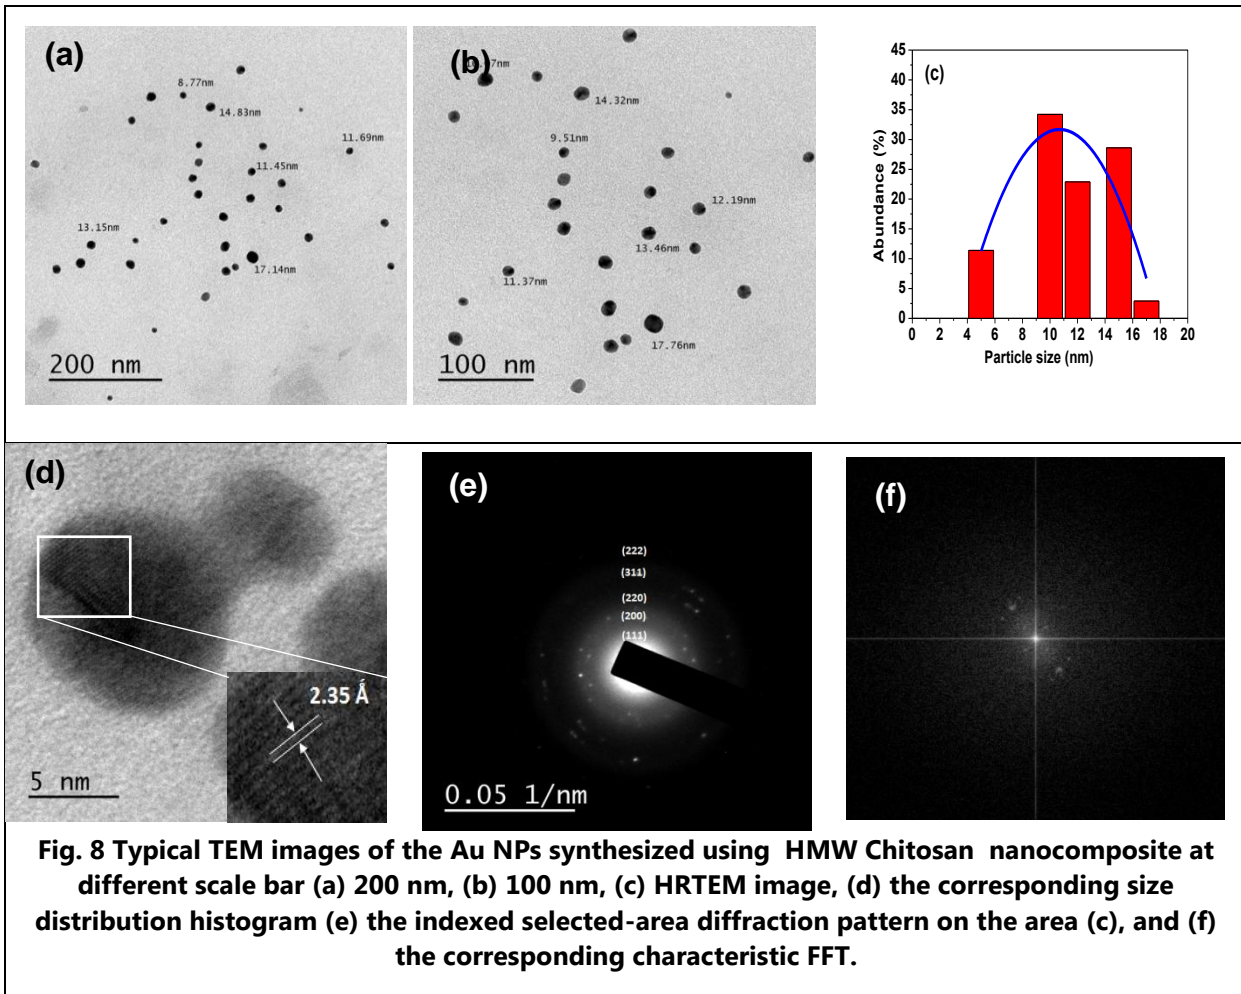 (a)
8.77nm
14.83nm
11.69nm
11.45nm
13.15nm
17.14nm
200 nm
(b)
14.32nm
9.51nm
12.19nm
13.46nm
11.37nm
17.76nm
100 nm
(c)
45
40
35
30
25
20
15
10
5
0
Abundance (%)
0 2 4 6 8 10 12 14 16 18 20
Particle size (nm)
(d)
2.35 Å
5 nm
(e)
(222)
(311)
(220)
(200)
(111)
0.05 1/nm
(f)
Fig. 8 Typical TEM images of the Au NPs synthesized using HMW Chitosan nanocomposite at
different scale bar (a) 200 nm, (b) 100 nm, (c) HRTEM image, (d) the corresponding size
distribution histogram (e) the indexed selected-area diffraction pattern on the area (c), and (f)
the corresponding characteristic FFT.